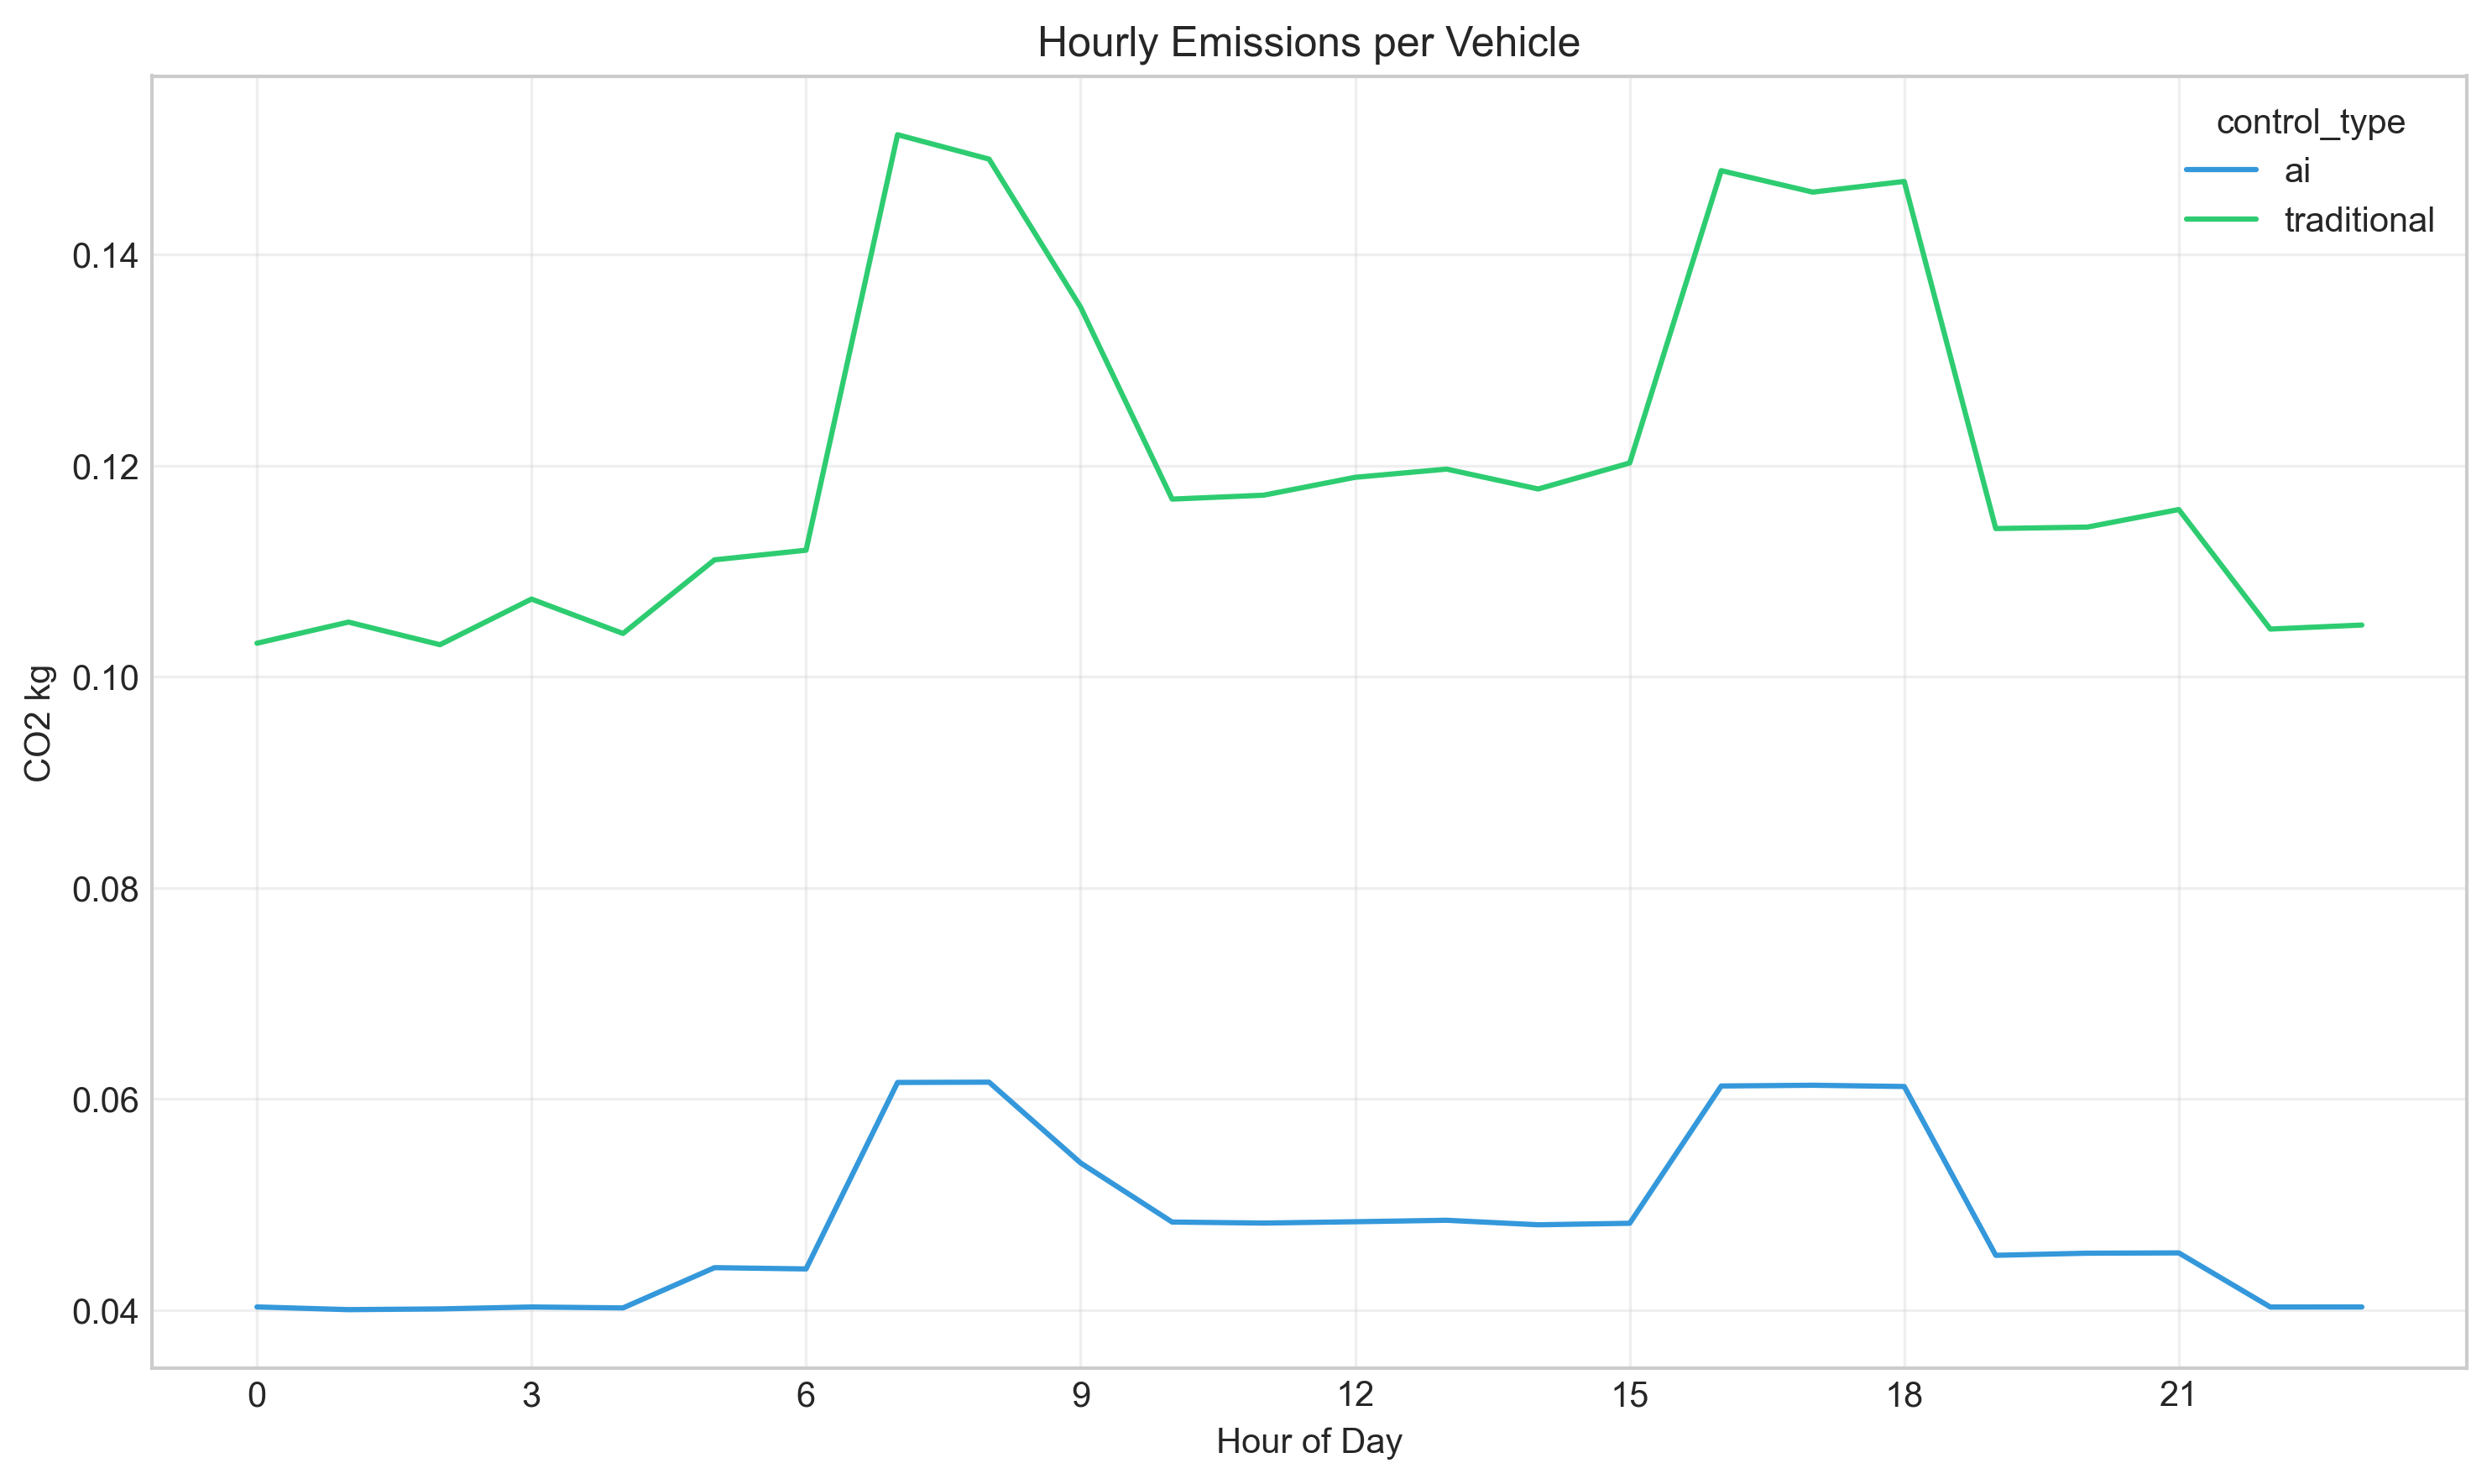 Hourly Emissions per Vehicle
control_type
ai
traditional
0.14
0.12
0.10
0.08
0.06
0.04
CO2 kg
0 3 6 9 12 15 18 21
Hour of Day